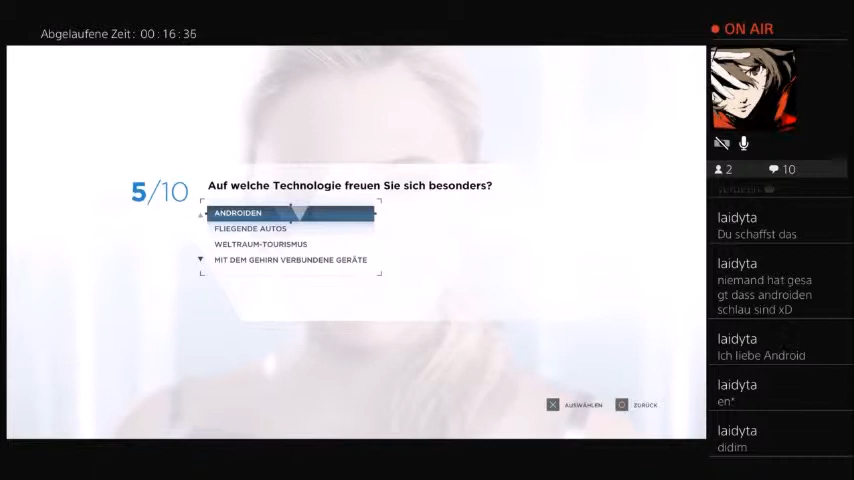 Abgelaufene Zeit: 00:16:36
ON AIR
5/10
Auf welche Technologie freuen Sie sich besonders?
ANDROIDEN
FLIEGENDE AUTOS
WELTRAUM-TOURISMUS
MIT DEM GEHIRN VERBUNDENE GERÄTE
AUSWÄHLEN
ZURÜCK
2
10
laidyta
Du schaffst das
laidyta
niemand hat gesa
gt dass androiden
schlau sind xD
laidyta
Ich liebe Android
laidyta
en*
laidyta
didim